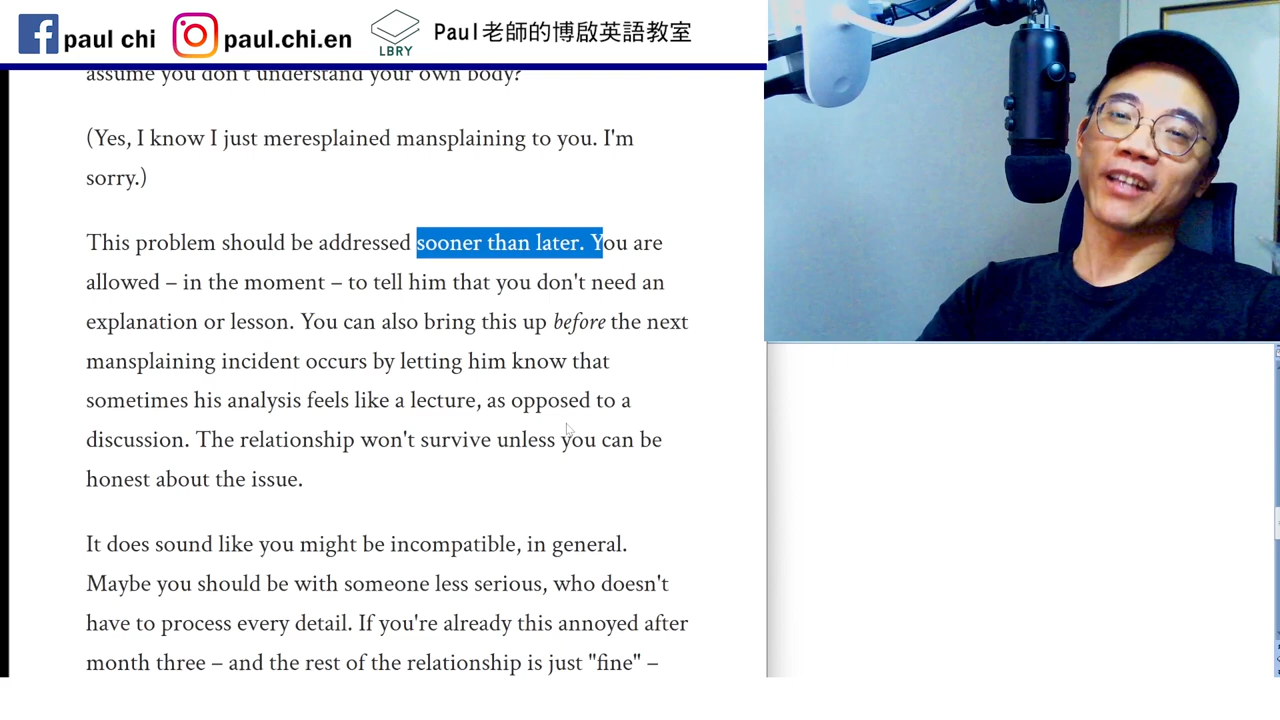 paul chi
paul.chi.en
LBRY
Paul老師的博啟英語教室
assume you don't understand your own body?
(Yes, I know I just meresplained mansplaining to you. I'm
sorry.)
This problem should be addressed sooner than later. You are
allowed – in the moment – to tell him that you don't need an
explanation or lesson. You can also bring this up before the next
mansplaining incident occurs by letting him know that
sometimes his analysis feels like a lecture, as opposed to a
discussion. The relationship won't survive unless you can be
honest about the issue.
It does sound like you might be incompatible, in general.
Maybe you should be with someone less serious, who doesn't
have to process every detail. If you're already this annoyed after
month three – and the rest of the relationship is just "fine" –